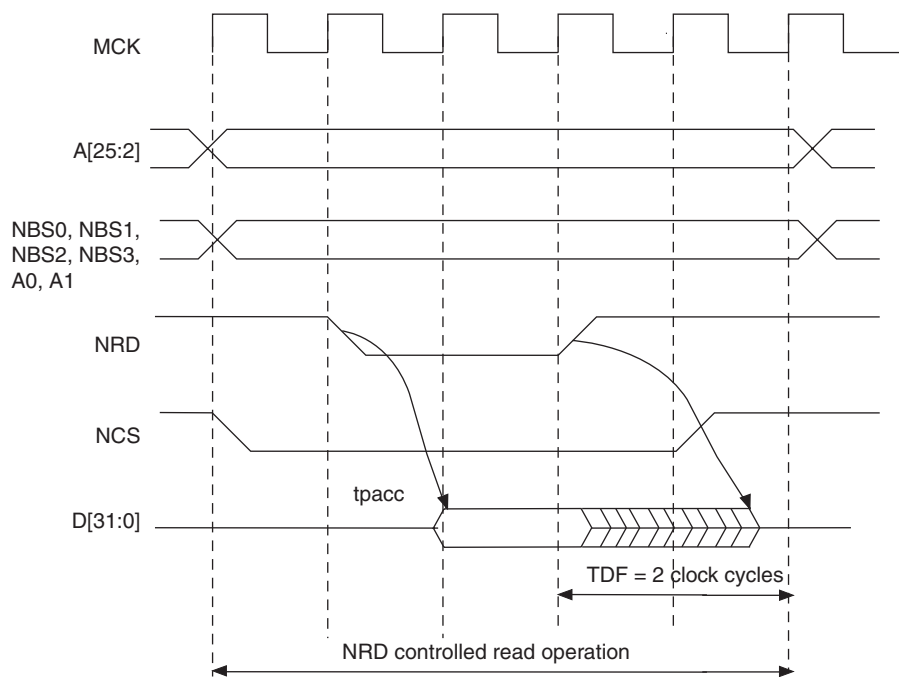 MCK
A[25:2]
NBS0, NBS1,
NBS2, NBS3,
A0, A1
NRD
NCS
tpacc
D[31:0]
TDF = 2 clock cycles
NRD controlled read operation